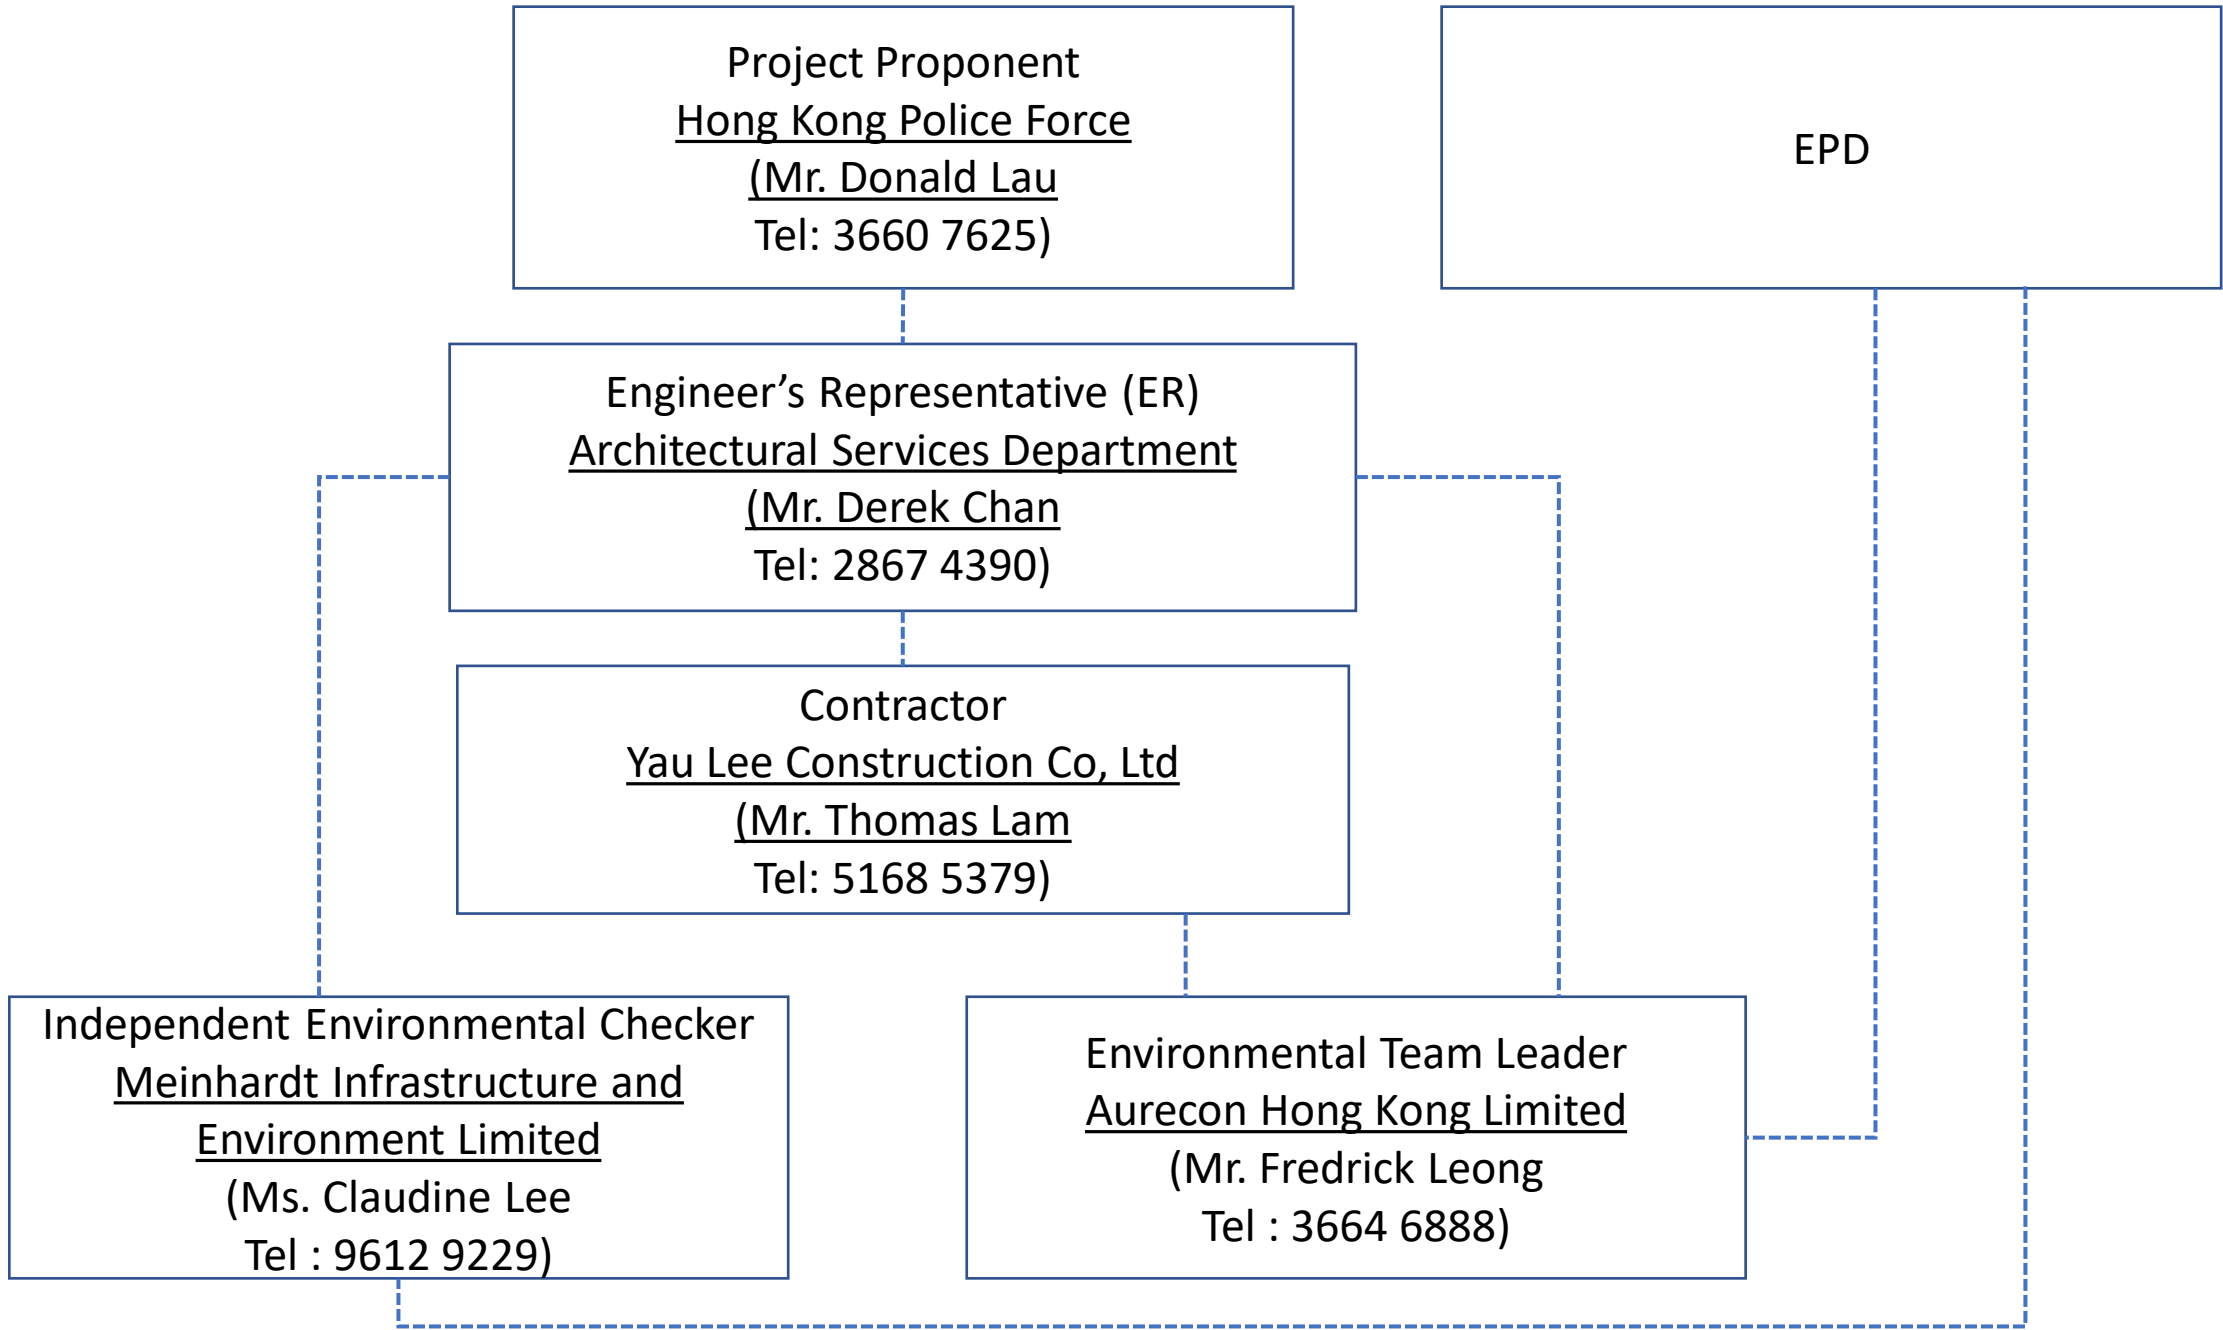 Project Proponent
Hong Kong Police Force
(Mr. Donald Lau
Tel: 3660 7625)
EPD
Engineer’s Representative (ER)
Architectural Services Department
(Mr. Derek Chan
Tel: 2867 4390)
Contractor
Yau Lee Construction Co, Ltd
(Mr. Thomas Lam
Tel: 5168 5379)
Independent Environmental Checker
Meinhardt Infrastructure and
Environment Limited
(Ms. Claudine Lee
Tel : 9612 9229)
Environmental Team Leader
Aurecon Hong Kong Limited
(Mr. Fredrick Leong
Tel : 3664 6888)